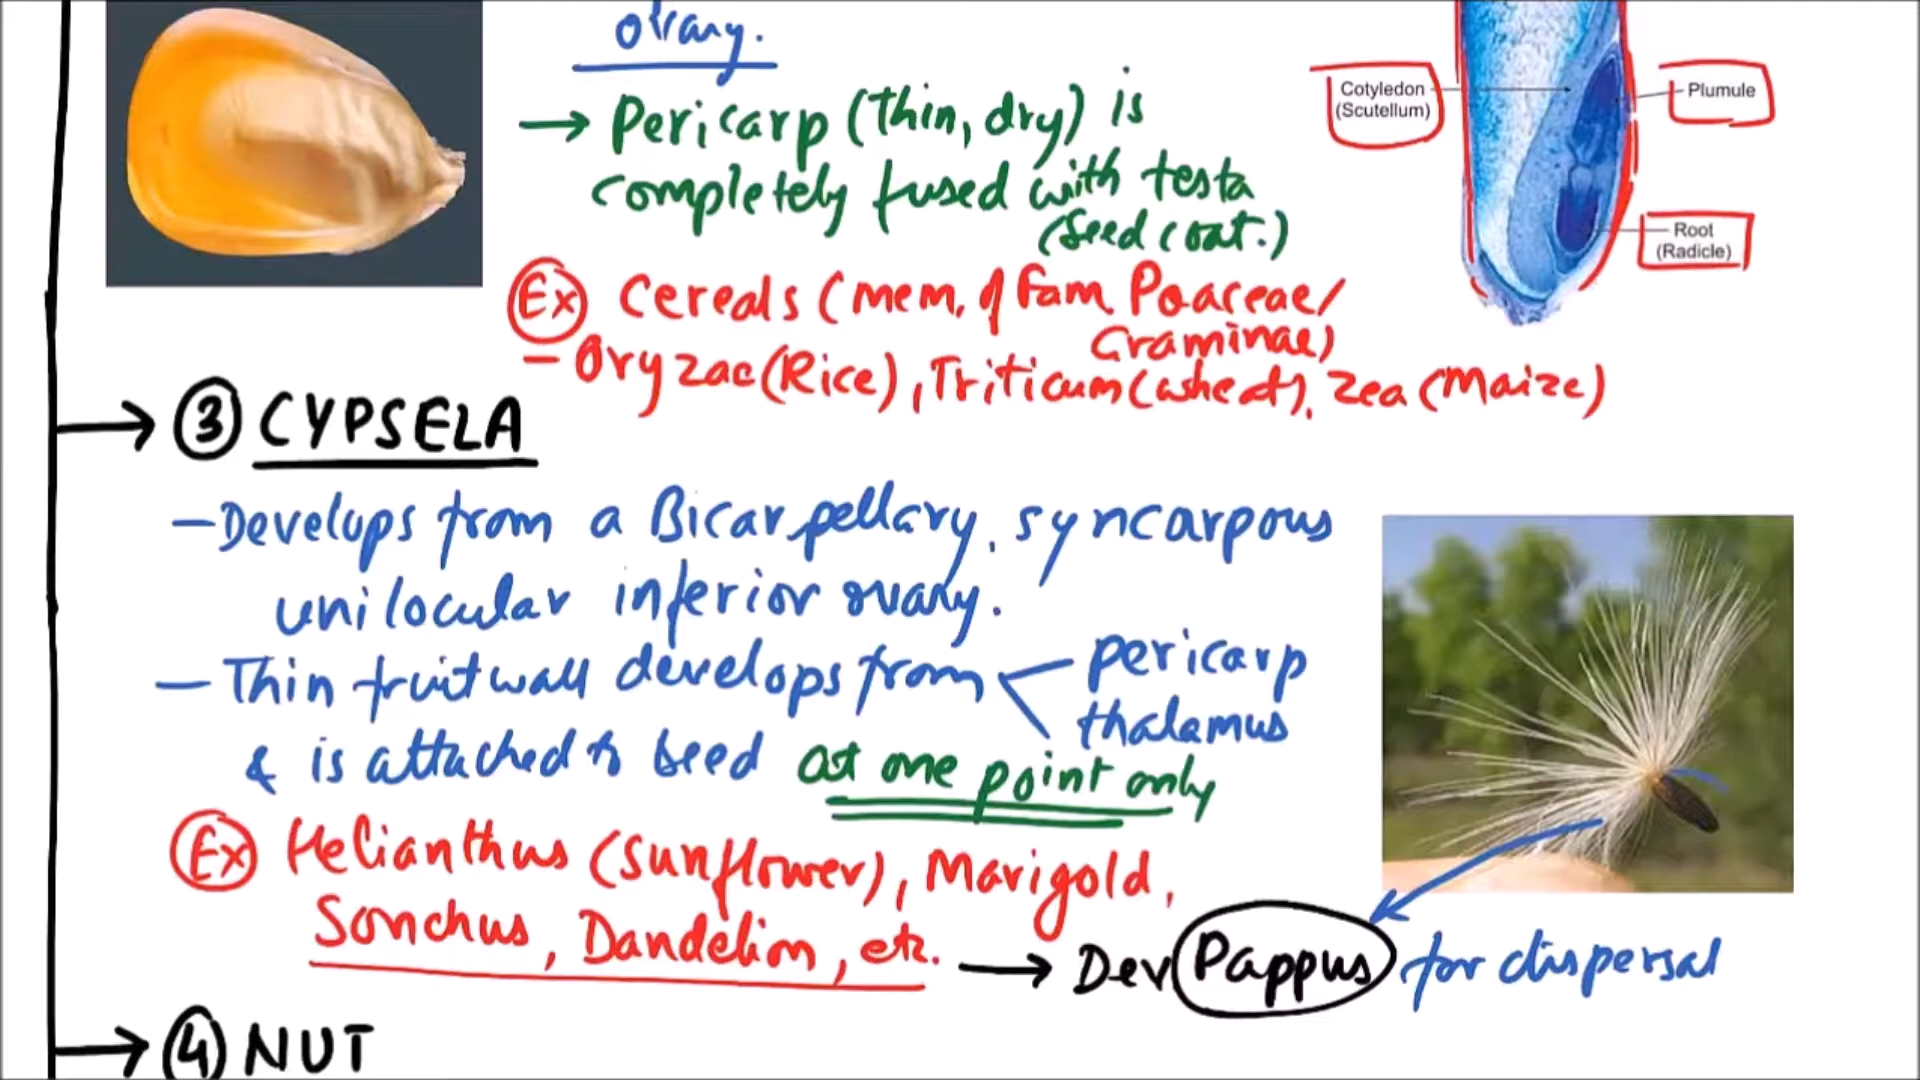 ovary.
→ Pericarp (thin, dry) is
completely fused with testa
(seed coat.)
Cotyledon
(Scutellum)
Plumule
Root
(Radicle)
Ex Cereals (mem. of Fam Poaceae/
Graminae)
- Oryzae (Rice), Triticum (wheat), Zea (Maize)
→ ③ CYPSELA
- Develops from a Bicarpellary, syncarpous
unilocular inferior ovary.
- Thin fruit wall develops from < pericarp
thalamus
& is attached to seed at one point only
Ex Helianthus (Sunflower), Marigold,
Sonchus, Dandelion, etc. → Dev Pappus for dispersal
→ ④ NUT